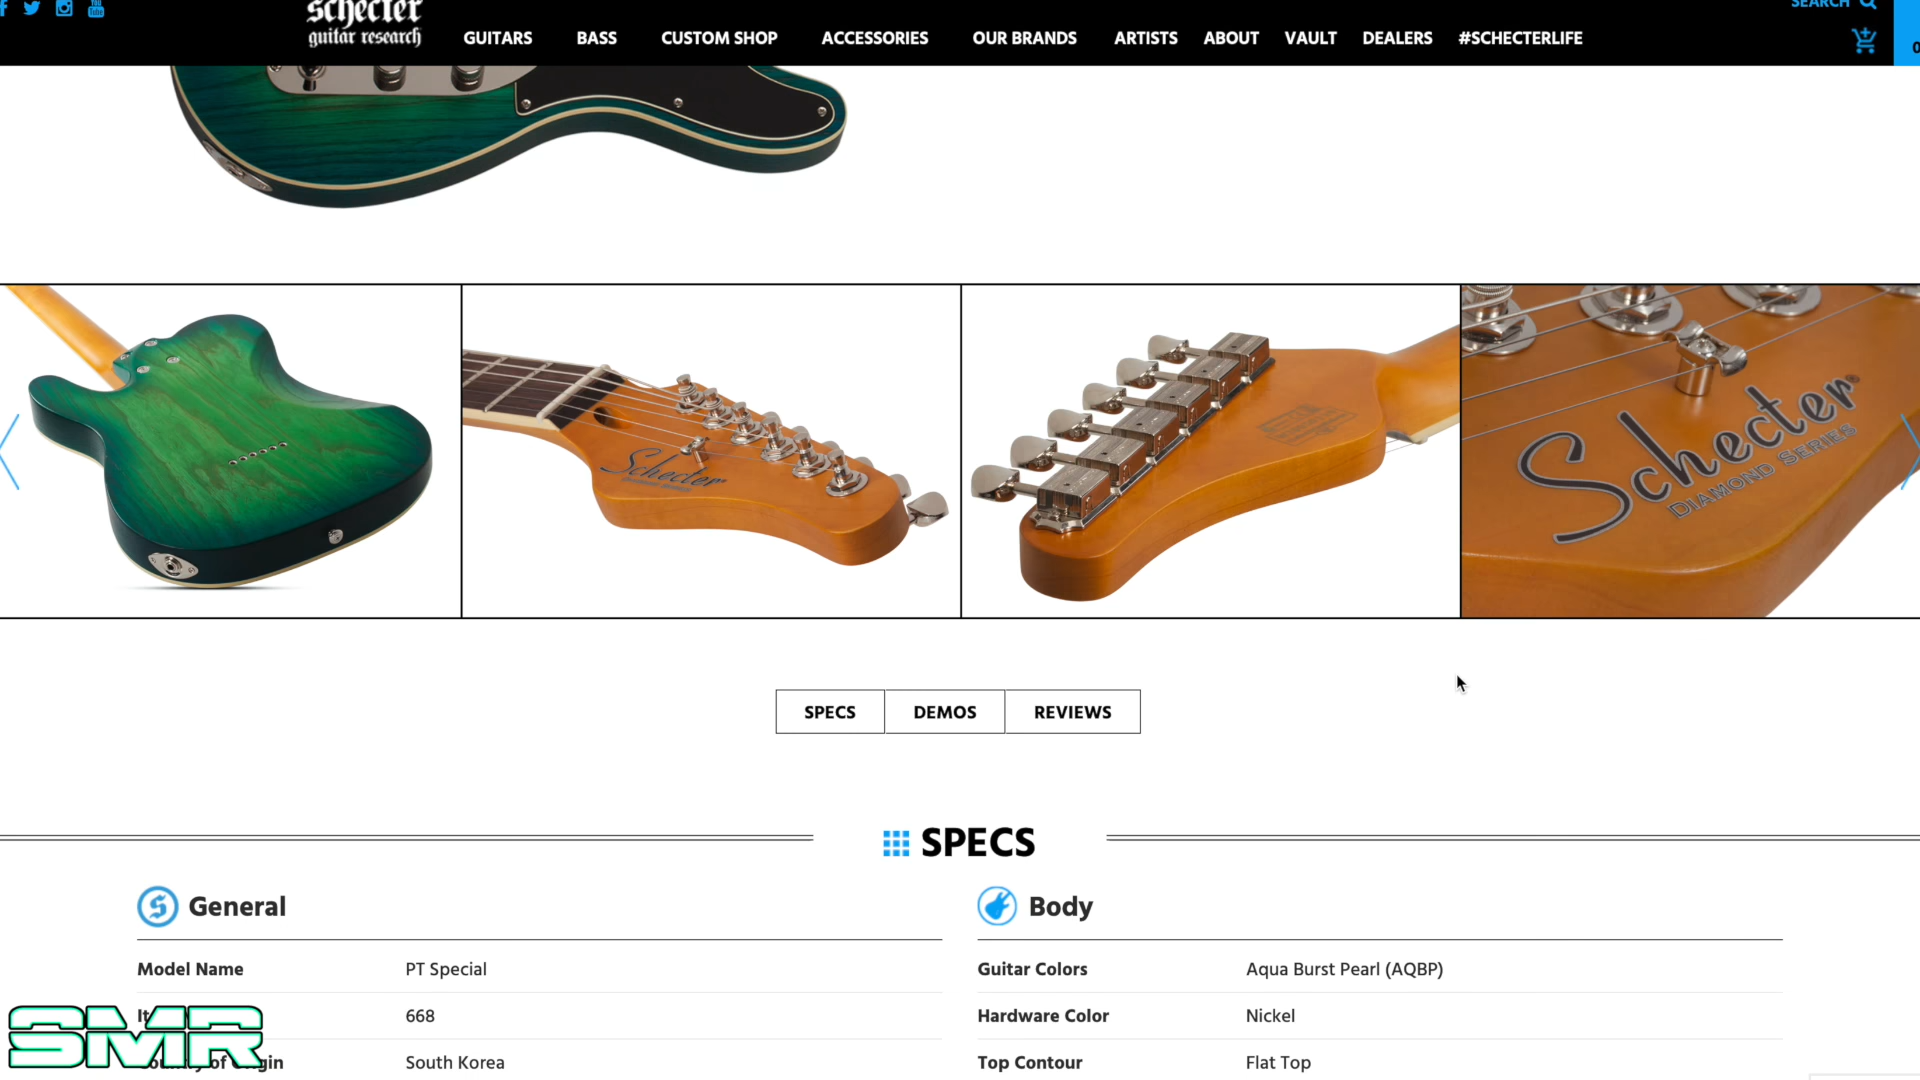 SEARCH
schecter
guitar research
GUITARS BASS CUSTOM SHOP ACCESSORIES OUR BRANDS ARTISTS ABOUT VAULT DEALERS #SCHECTERLIFE
Schecter
Schecter
DIAMOND SERIES
SPECS DEMOS REVIEWS
SPECS
General
Model Name PT Special
668
South Korea
Body
Guitar Colors Aqua Burst Pearl (AQBP)
Hardware Color Nickel
Top Contour Flat Top
SMR